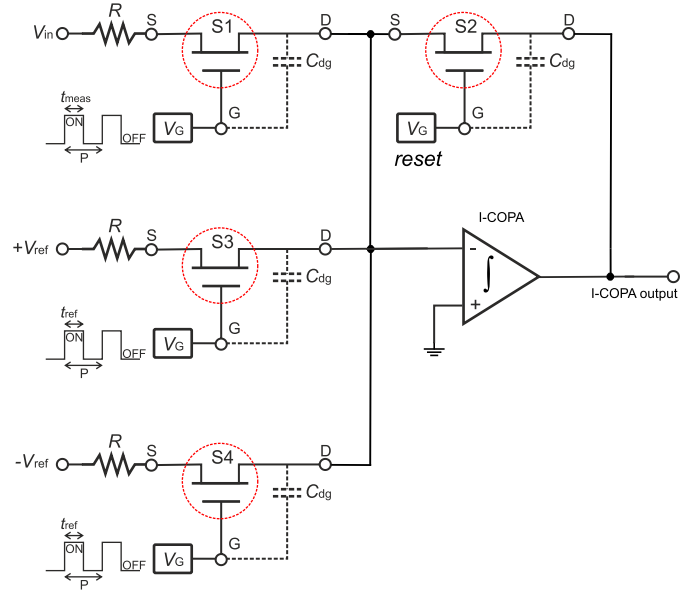 R S S1 D S S2 D
Vin
Cdg Cdg
tmeas
ON OFF
P
VG G
VG G
reset
I-COPA
R S S3 D
+Vref
-
Cdg
∫
+
I-COPA output
tref
ON OFF
P
VG G
R S S4 D
-Vref
Cdg
tref
ON OFF
P
VG G